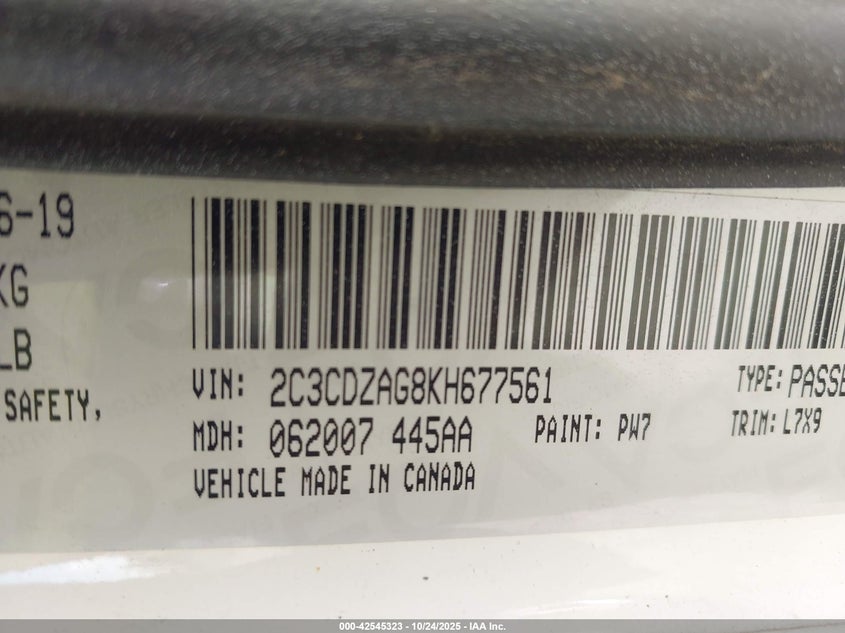 6-19
KG
LB
SAFETY,
VIN: 2C3CDZAG8KH677561
TYPE: PASSE
MDH: 062007 445AA
PAINT: PW7
TRIM: L7X9
VEHICLE MADE IN CANADA
000-42545323 | 10/24/2025 - IAA Inc.